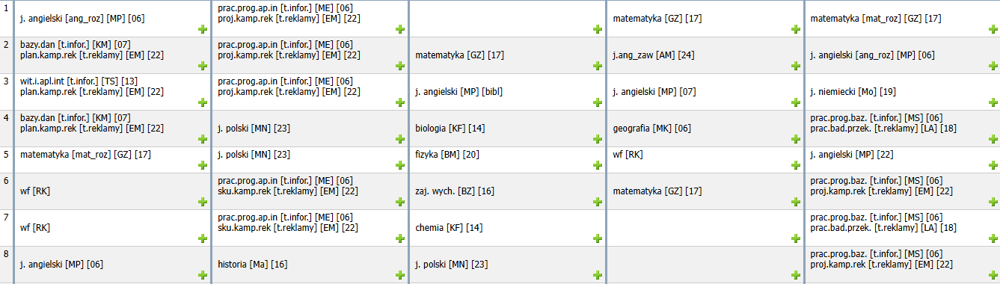 1
j. angielski [ang_roz] [MP] [06]
prac.prog.ap.in [t.infor.] [ME] [06]
proj.kamp.rek [t.reklamy] [EM] [22]
matematyka [GZ] [17]
matematyka [mat_roz] [GZ] [17]
2
bazy.dan [t.infor.] [KM] [07]
plan.kamp.rek [t.reklamy] [EM] [22]
prac.prog.ap.in [t.infor.] [ME] [06]
proj.kamp.rek [t.reklamy] [EM] [22]
matematyka [GZ] [17]
j.ang_zaw [AM] [24]
j. angielski [ang_roz] [MP] [06]
3
wit.i.apl.int [t.infor.] [TS] [13]
plan.kamp.rek [t.reklamy] [EM] [22]
prac.prog.ap.in [t.infor.] [ME] [06]
proj.kamp.rek [t.reklamy] [EM] [22]
j. angielski [MP] [bibl]
j. angielski [MP] [07]
j. niemiecki [Mo] [19]
4
bazy.dan [t.infor.] [KM] [07]
plan.kamp.rek [t.reklamy] [EM] [22]
j. polski [MN] [23]
biologia [KF] [14]
geografia [MK] [06]
prac.prog.baz. [t.infor.] [MS] [06]
prac.bad.przek. [t.reklamy] [LA] [18]
5
matematyka [mat_roz] [GZ] [17]
j. polski [MN] [23]
fizyka [BM] [20]
wf [RK]
j. angielski [MP] [22]
6
wf [RK]
prac.prog.ap.in [t.infor.] [ME] [06]
sku.kamp.rek [t.reklamy] [EM] [22]
zaj. wych. [BZ] [16]
matematyka [GZ] [17]
prac.prog.baz. [t.infor.] [MS] [06]
proj.kamp.rek [t.reklamy] [EM] [22]
7
wf [RK]
prac.prog.ap.in [t.infor.] [ME] [06]
sku.kamp.rek [t.reklamy] [EM] [22]
chemia [KF] [14]
prac.prog.baz. [t.infor.] [MS] [06]
prac.bad.przek. [t.reklamy] [LA] [18]
8
j. angielski [MP] [06]
historia [Ma] [16]
j. polski [MN] [23]
prac.prog.baz. [t.infor.] [MS] [06]
proj.kamp.rek [t.reklamy] [EM] [22]